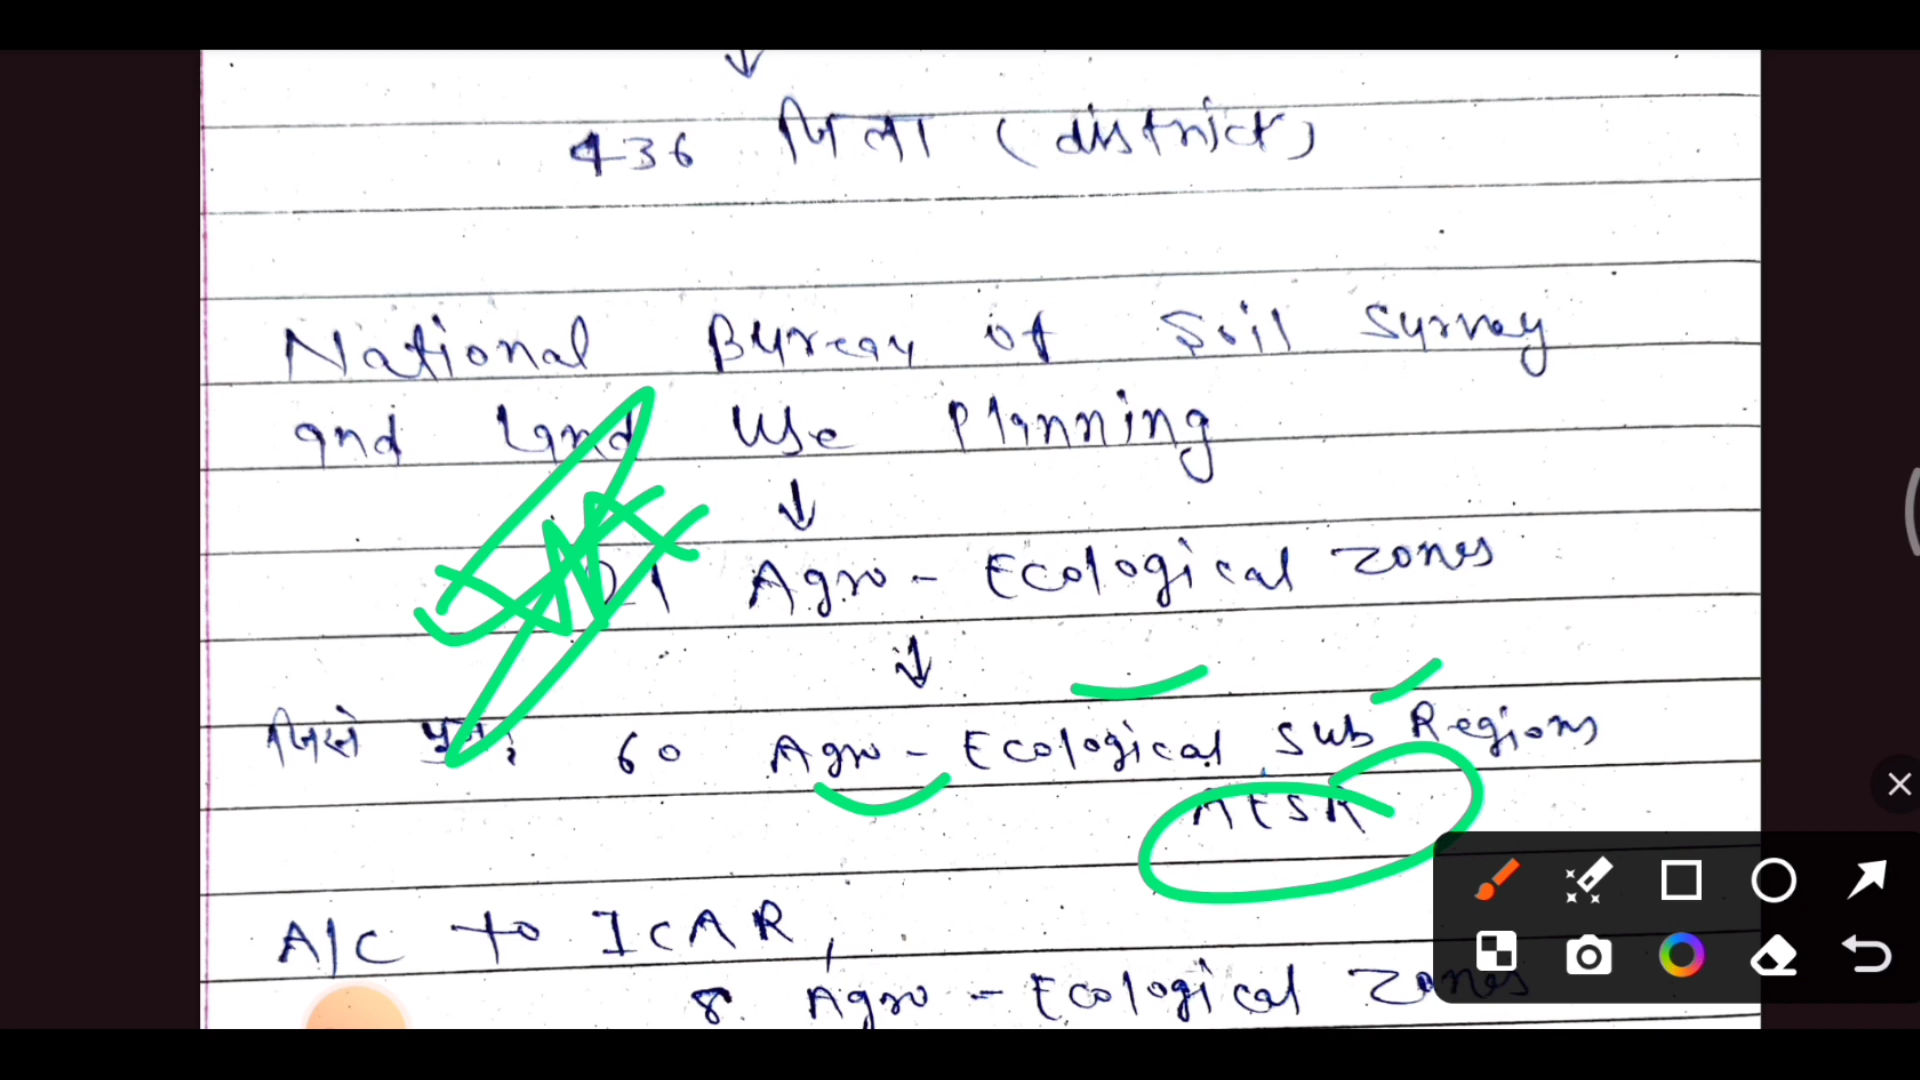 436 जिला (district)
National Bureau of Soil Survey
and Land Use Planning
21 Agro - Ecological Zones
जिसे पुनः 60 Agro - Ecological Sub Regions
AESR
A/C to ICAR,
8 Agro - Ecological Zones